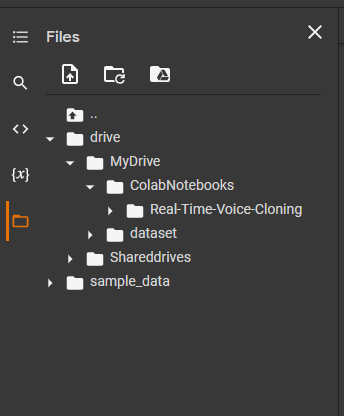 Files
..
drive
MyDrive
ColabNotebooks
{x}
Real-Time-Voice-Cloning
dataset
Shareddrives
sample_data